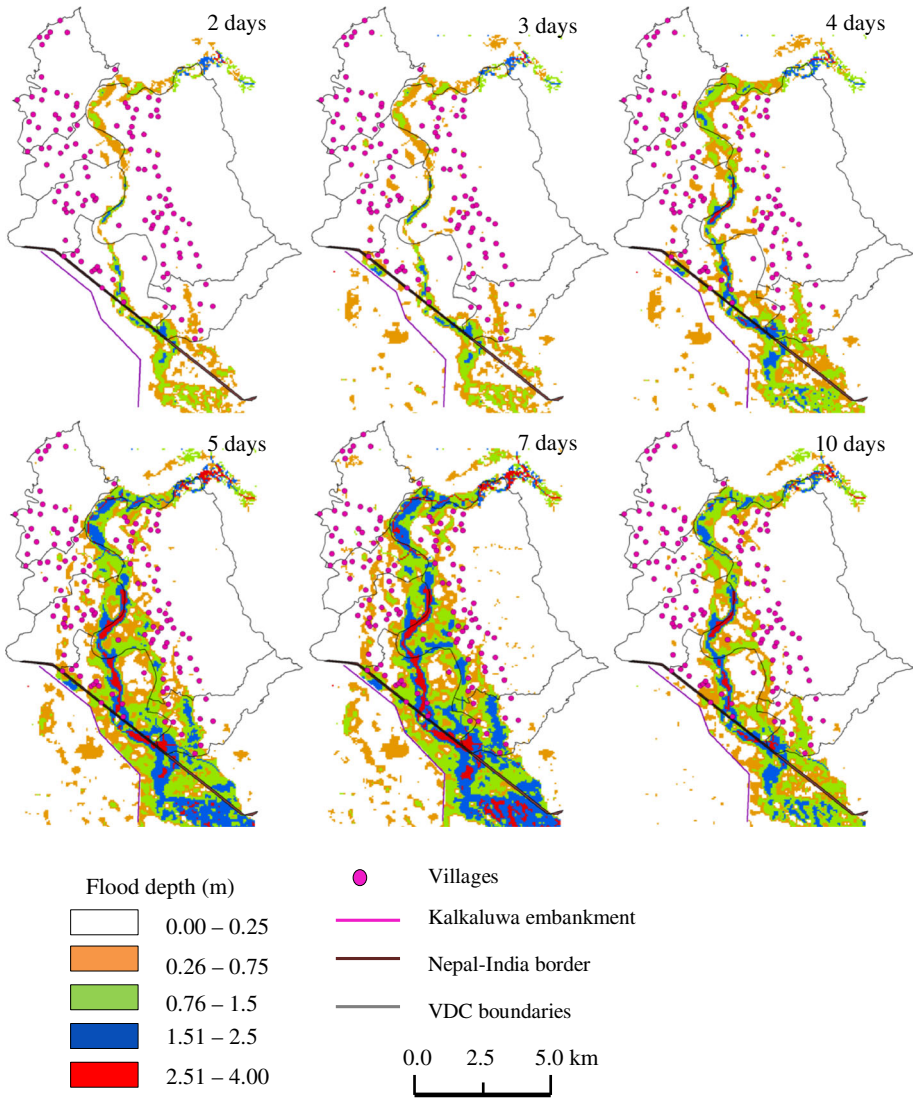 2 days
3 days
4 days
5 days
7 days
10 days
Flood depth (m)
0.00 – 0.25
0.26 – 0.75
0.76 – 1.5
1.51 – 2.5
2.51 – 4.00
Villages
Kalkaluwa embankment
Nepal-India border
VDC boundaries
0.0 2.5 5.0 km